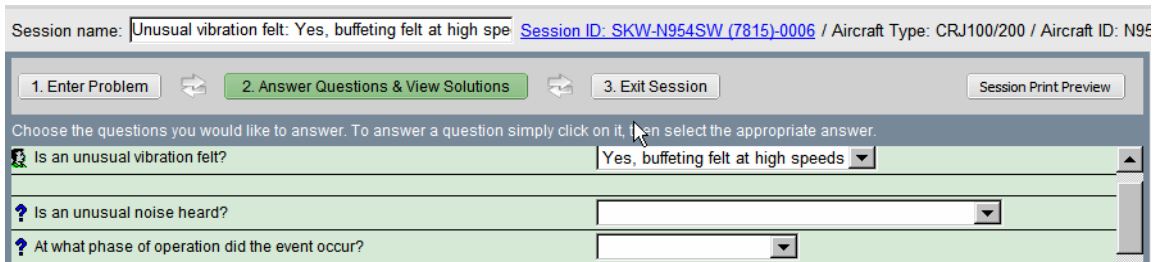 Session name: Unusual vibration felt: Yes, buffeting felt at high spe Session ID: SKW-N954SW (7815)-0006 / Aircraft Type: CRJ100/200 / Aircraft ID: N95
1. Enter Problem 2. Answer Questions & View Solutions 3. Exit Session Session Print Preview
Choose the questions you would like to answer. To answer a question simply click on it, then select the appropriate answer.
Is an unusual vibration felt? Yes, buffeting felt at high speeds
? Is an unusual noise heard?
? At what phase of operation did the event occur?